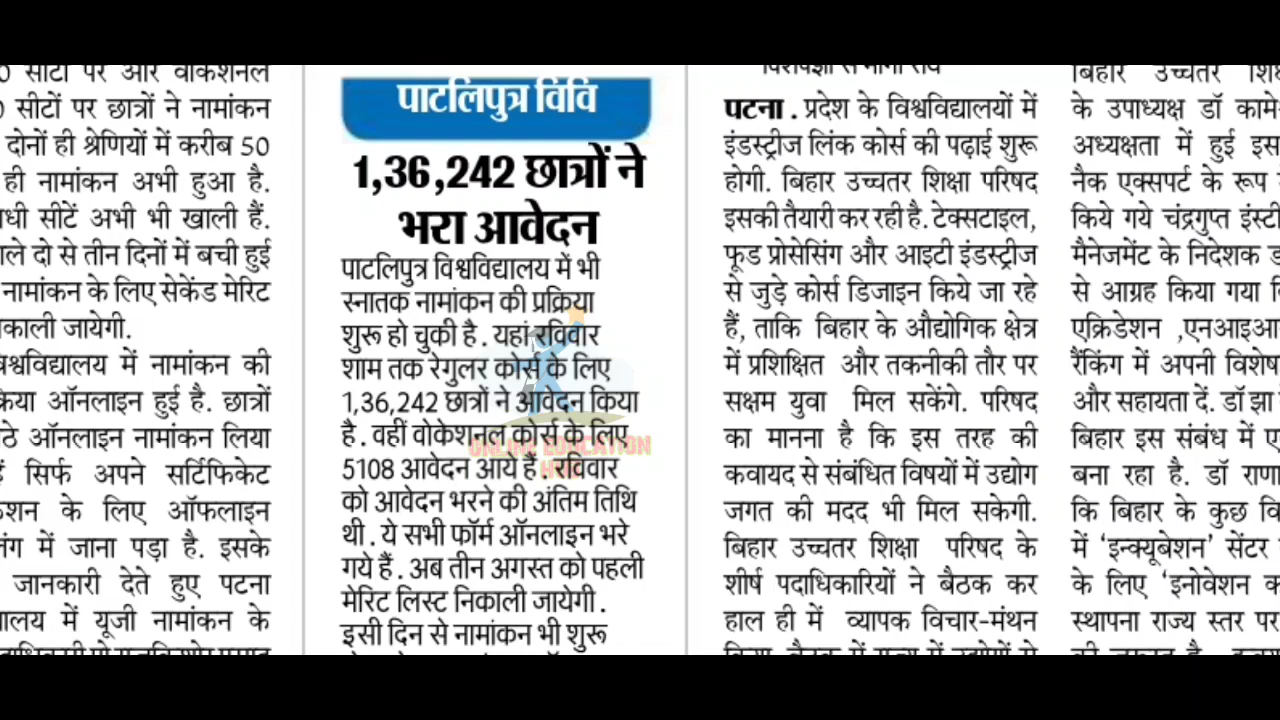 सीटों पर छात्रों ने नामांकन
दोनों ही श्रेणियों में करीब 50
ही नामांकन अभी हुआ है.
सीटें अभी भी खाली हैं.
दो से तीन दिनों में बची हुई
नामांकन के लिए सेकेंड मेरिट
जायेगी.
में नामांकन की
ऑनलाइन हुई है. छात्रों
ऑनलाइन नामांकन लिया
सिर्फ अपने सर्टिफिकेट
के लिए ऑफलाइन
में जाना पड़ा है. इसके
जानकारी देते हुए पटना
में यूजी नामांकन के
पाटलिपुत्र विवि
1,36,242 छात्रों ने
भरा आवेदन
पाटलिपुत्र विश्वविद्यालय में भी
स्नातक नामांकन की प्रक्रिया
शुरू हो चुकी है. यहां रविवार
शाम तक रेगुलर कोर्स के लिए
1,36,242 छात्रों ने आवेदन किया
है. वहीं वोकेशनल कोर्स के लिए
5108 आवेदन आये हैं. रविवार
को आवेदन भरने की अंतिम तिथि
थी. ये सभी फॉर्म ऑनलाइन भरे
गये हैं. अब तीन अगस्त को पहली
मेरिट लिस्ट निकाली जायेगी.
इसी दिन से नामांकन भी शुरू
ONLINE EDUCATION
पटना. प्रदेश के विश्वविद्यालयों में
इंडस्ट्रीज लिंक कोर्स की पढ़ाई शुरू
होगी. बिहार उच्चतर शिक्षा परिषद
इसकी तैयारी कर रही है. टेक्सटाइल,
फूड प्रोसेसिंग और आइटी इंडस्ट्रीज
से जुड़े कोर्स डिजाइन किये जा रहे
हैं, ताकि बिहार के औद्योगिक क्षेत्र
में प्रशिक्षित और तकनीकी तौर पर
सक्षम युवा मिल सकेंगे. परिषद
का मानना है कि इस तरह की
कवायद से संबंधित विषयों में उद्योग
जगत की मदद भी मिल सकेगी.
बिहार उच्चतर शिक्षा परिषद के
शीर्ष पदाधिकारियों ने बैठक कर
हाल ही में व्यापक विचार-मंथन
बिहार उच्चतर
के उपाध्यक्ष डॉ
अध्यक्षता में हुई इस
नैक एक्सपर्ट के रूप
किये गये चंद्रगुप्त
मैनेजमेंट के निदेशक
से आग्रह किया गया
एक्रिडेशन ,एनआइआ
रैंकिंग में अपनी विशेष
और सहायता दें. डॉ झा
बिहार इस संबंध में
बना रहा है. डॉ राणा
कि बिहार के कुछ
में ‘इन्क्यूबेशन’ सेंटर
के लिए ‘इनोवेशन
स्थापना राज्य स्तर पर